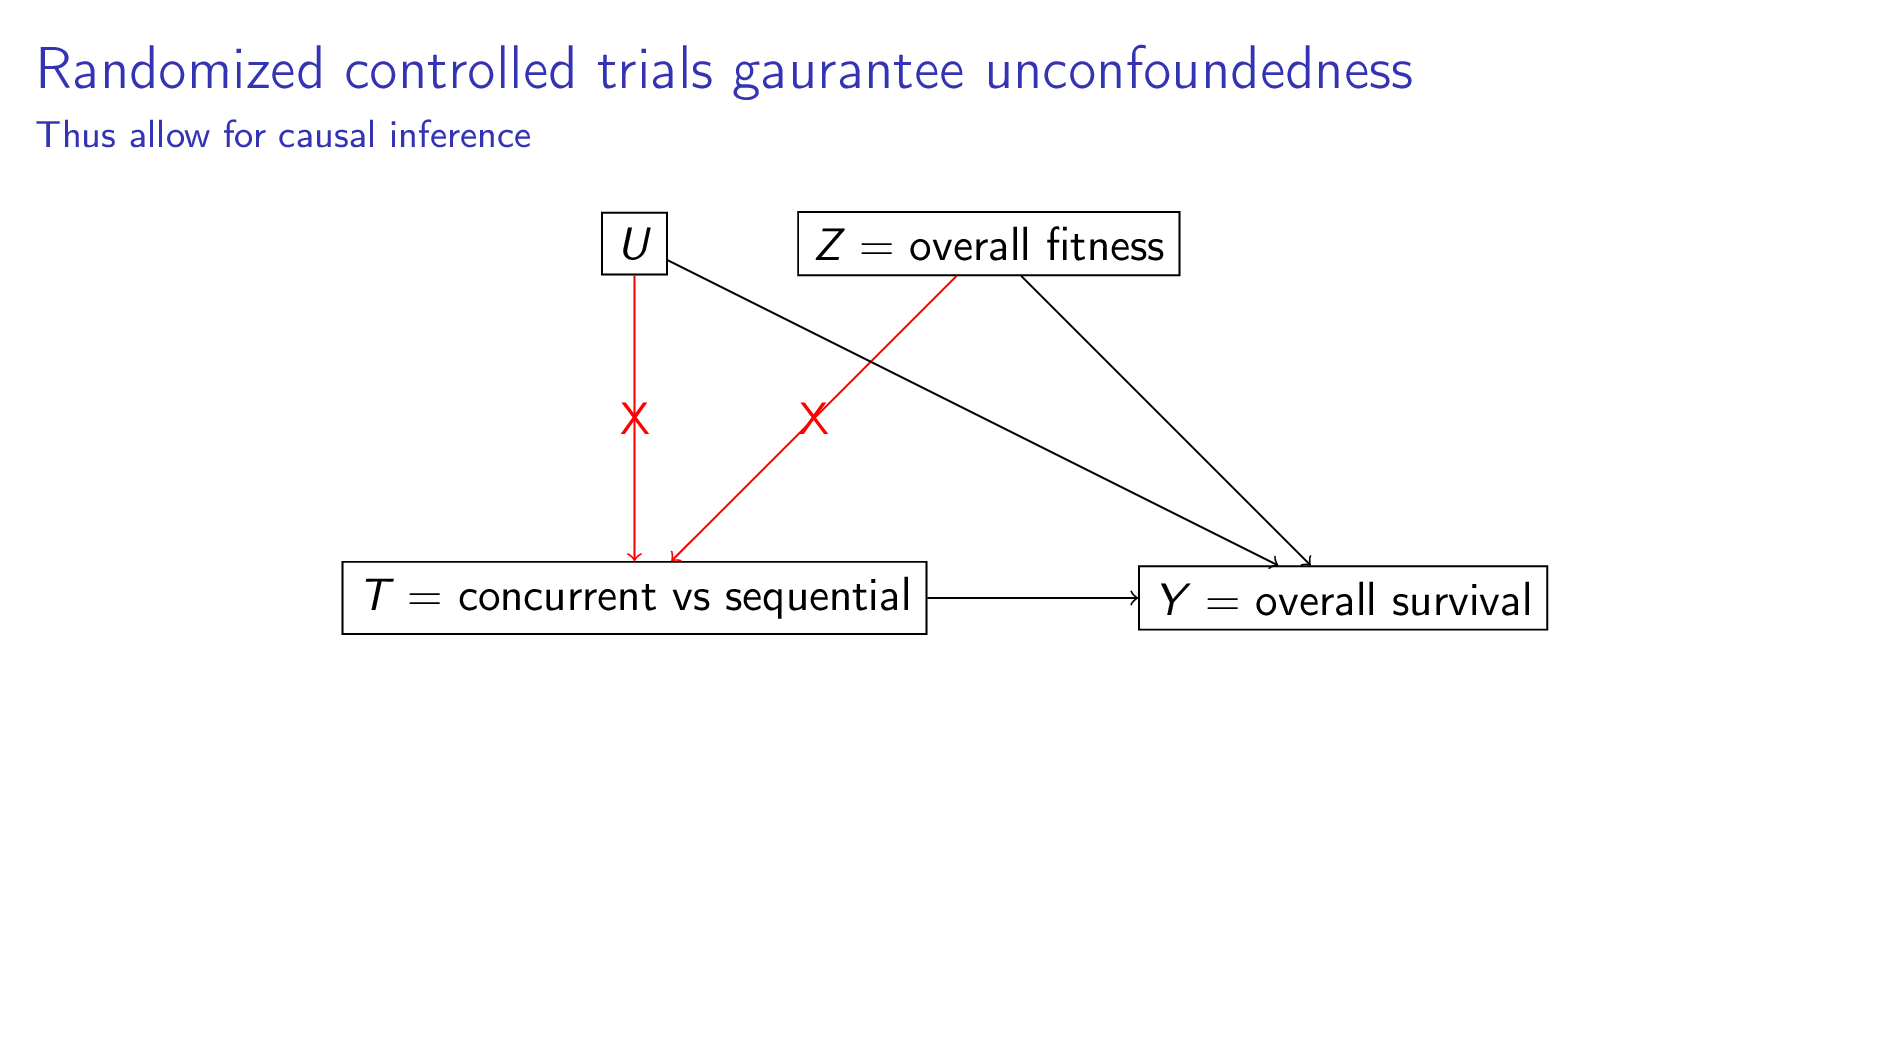 Randomized controlled trials gaurantee unconfoundedness
Thus allow for causal inference
U
Z = overall fitness
X
X
T = concurrent vs sequential
Y = overall survival